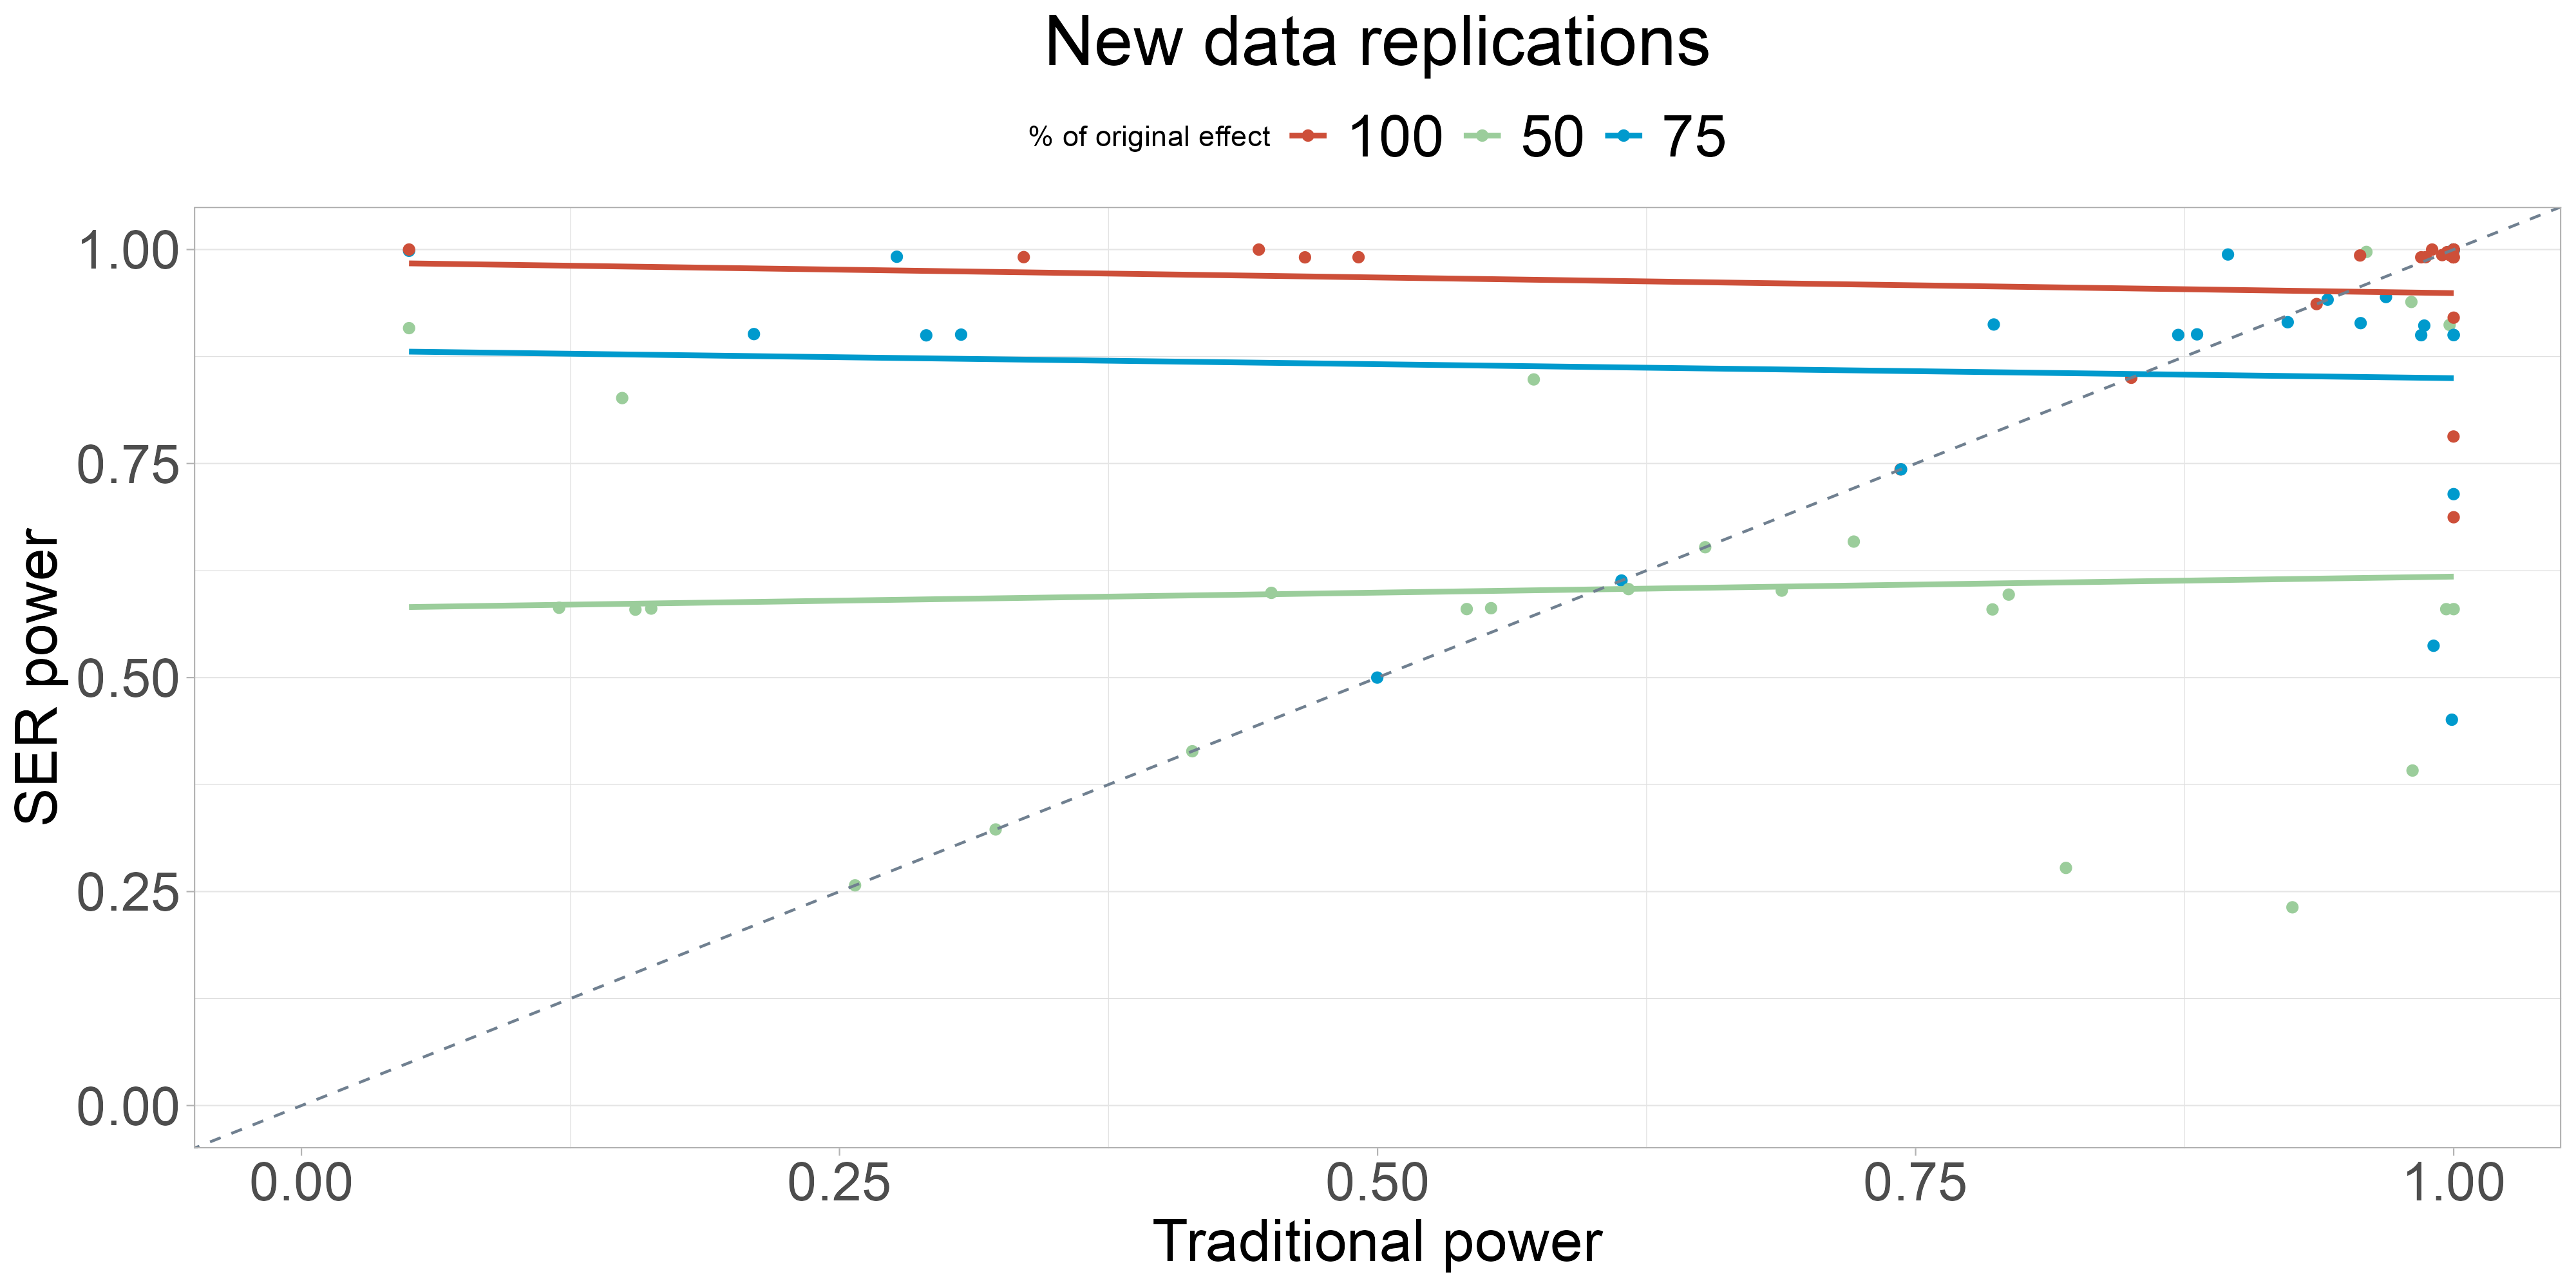 New data replications
% of original effect 100 50 75
1.00
0.75
0.50
0.25
0.00
SER power
0.00 0.25 0.50 0.75 1.00
Traditional power